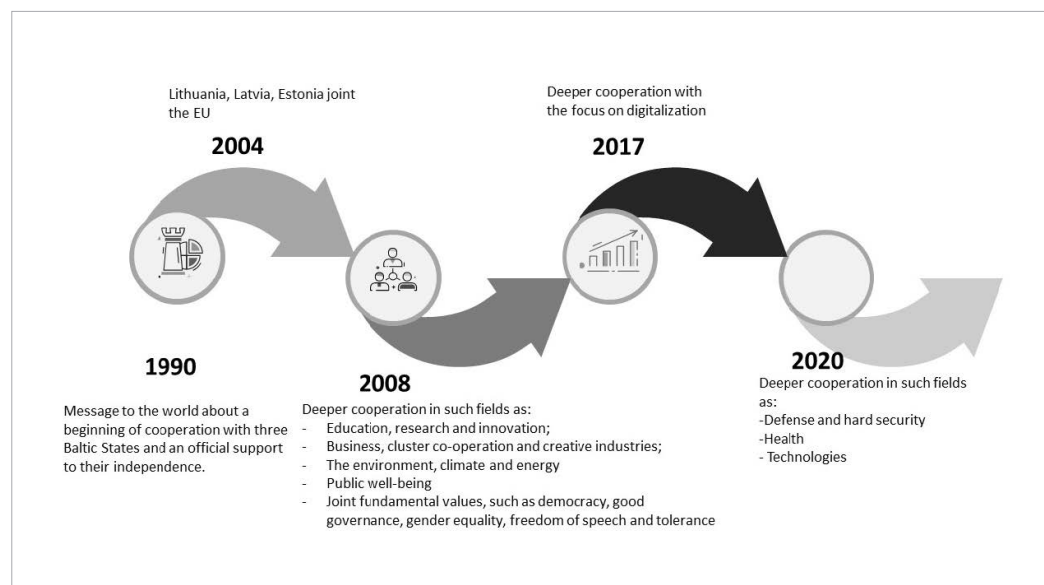 Lithuania, Latvia, Estonia joint
the EU
2004
Deeper cooperation with
the focus on digitalization
2017
1990
Message to the world about a
beginning of cooperation with three
Baltic States and an official support
to their independence.
2008
Deeper cooperation in such fields as:
- Education, research and innovation;
- Business, cluster co-operation and creative industries;
- The environment, climate and energy
- Public well-being
- Joint fundamental values, such as democracy, good
governance, gender equality, freedom of speech and tolerance
2020
Deeper cooperation in such fields
as:
-Defense and hard security
-Health
- Technologies